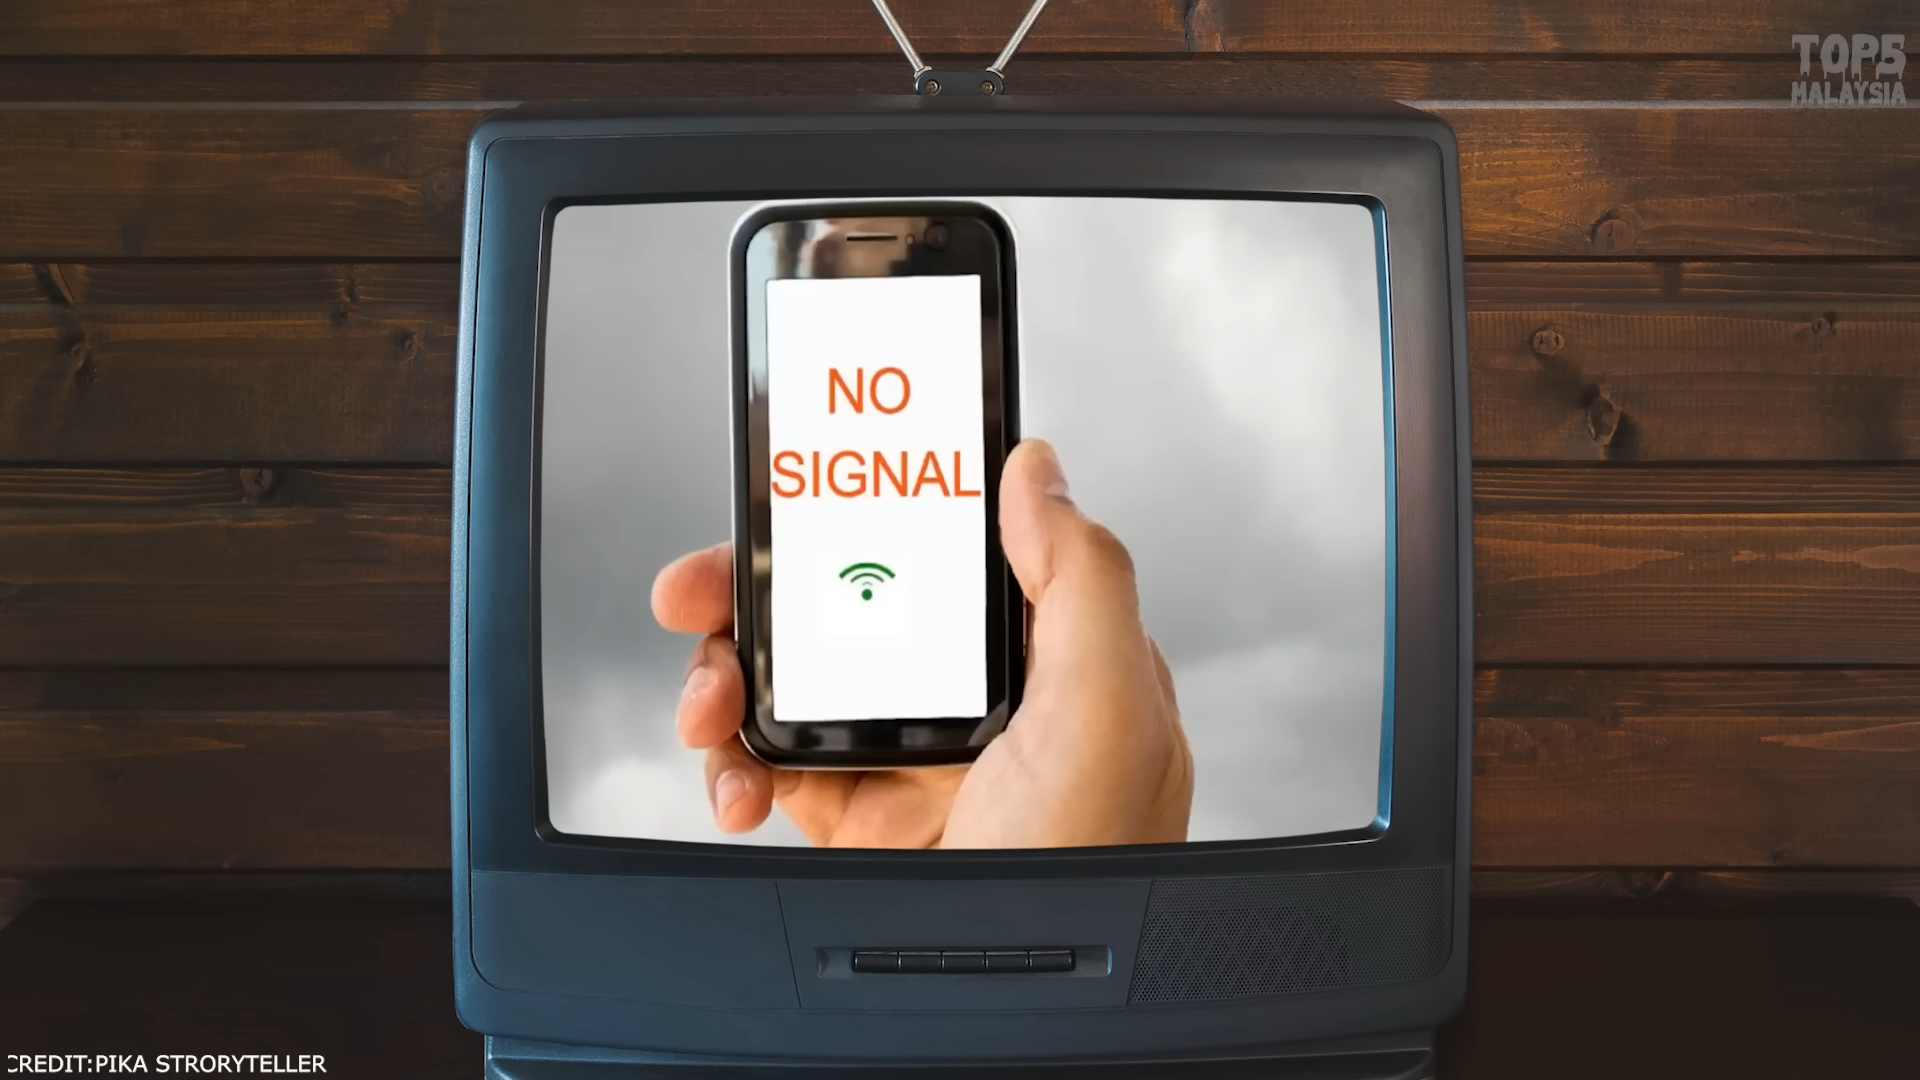 TOP5
MALAYSIA
NO
SIGNAL
CREDIT:PIKA STRORYTELLER